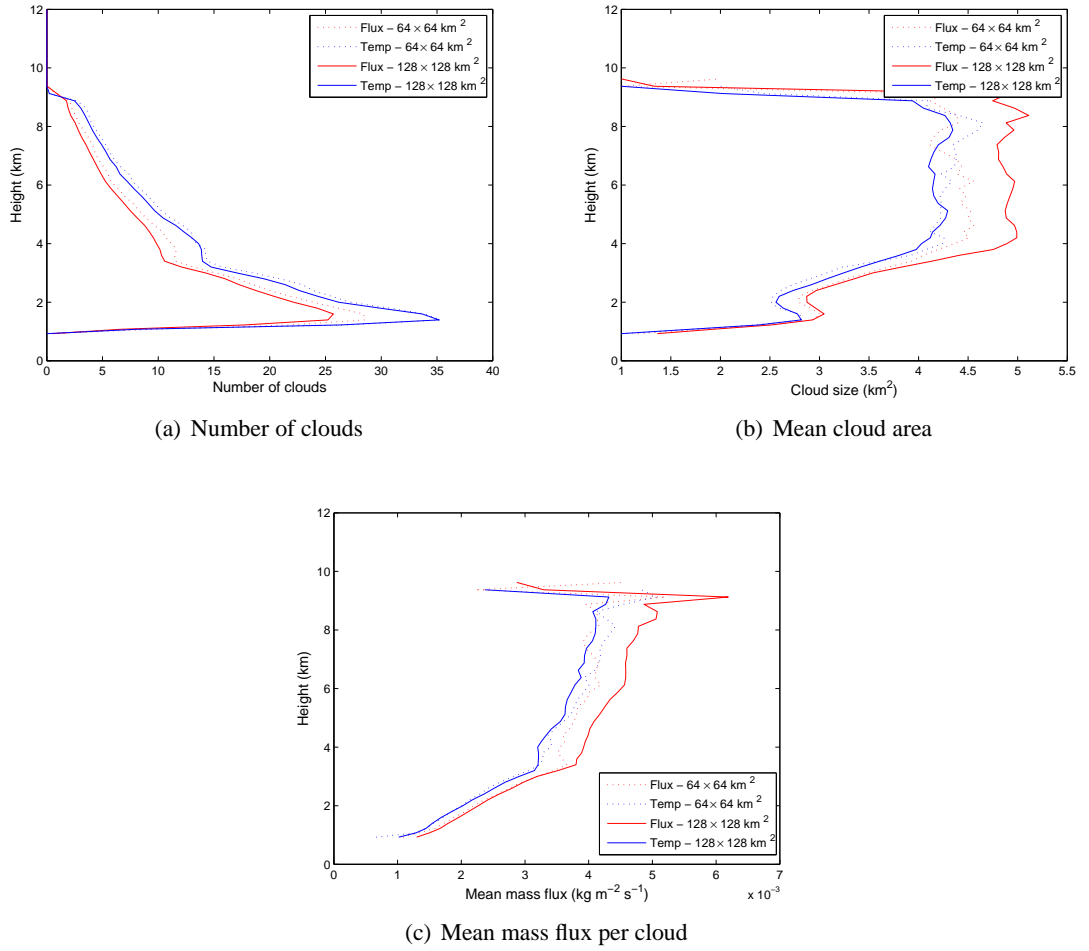 12
10
8
6
4
2
0
Height (km)
0 5 10 15 20 25 30 35 40
Number of clouds
Flux − 64 × 64 km 2
Temp − 64 × 64 km 2
Flux − 128 × 128 km 2
Temp − 128 × 128 km 2
(a) Number of clouds
12
10
8
6
4
2
0
Height (km)
1 1.5 2 2.5 3 3.5 4 4.5 5 5.5
Cloud size (km2)
Flux − 64 × 64 km 2
Temp − 64 × 64 km 2
Flux − 128 × 128 km 2
Temp − 128 × 128 km 2
(b) Mean cloud area
12
10
8
6
4
2
0
Height (km)
0 1 2 3 4 5 6 7
Mean mass flux (kg m−2 s−1)
x 10−3
Flux − 64 × 64 km 2
Temp − 64 × 64 km 2
Flux − 128 × 128 km 2
Temp − 128 × 128 km 2
(c) Mean mass flux per cloud